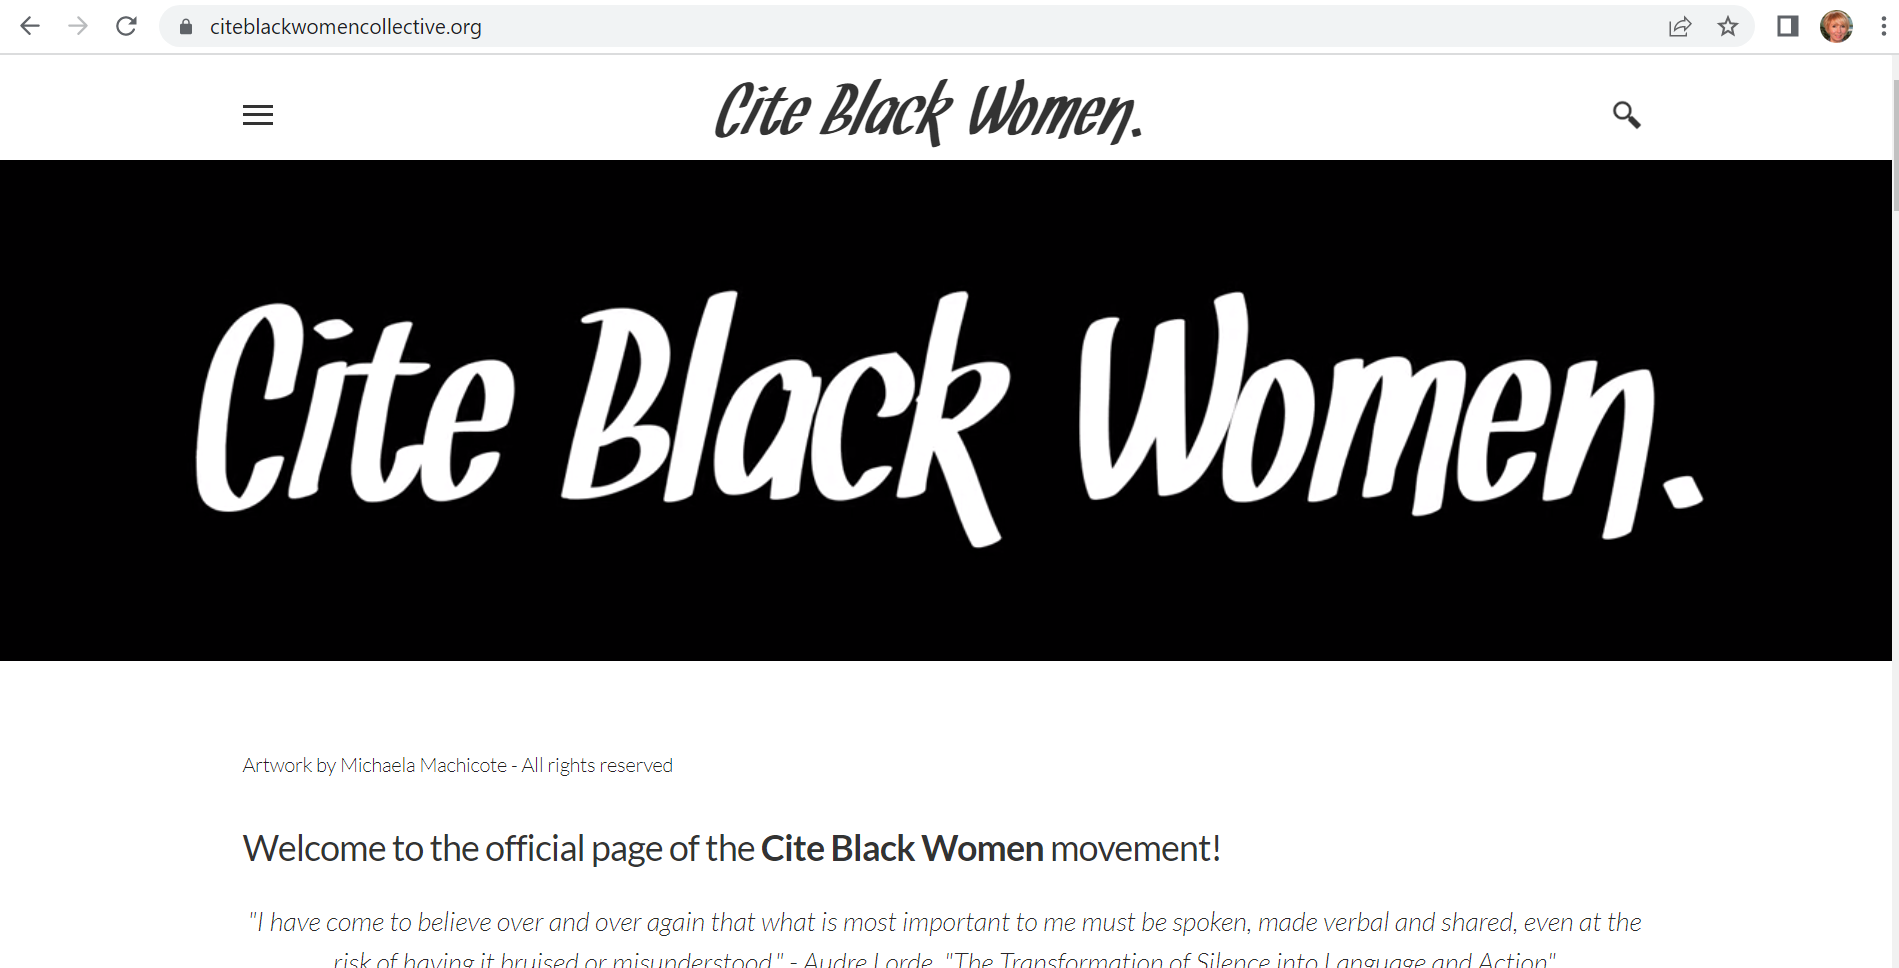 citeblackwomencollective.org
Cite Black Women.
Cite Black Women.
Artwork by Michaela Machicote - All rights reserved
Welcome to the official page of the Cite Black Women movement!
"I have come to believe over and over again that what is most important to me must be spoken, made verbal and shared, even at the
risk of having it bruised or misunderstood." - Audre Lorde, "The Transformation of Silence into Language and Action"